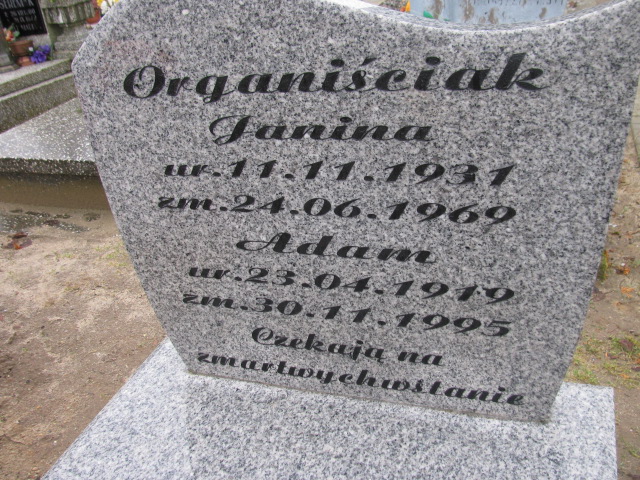 Organiściak
Janina
ur.11.11.1931
zm.24.06.1969
Adam
ur.23.04.1919
zm.30.11.1995
Czekają na
zmartwychwstanie